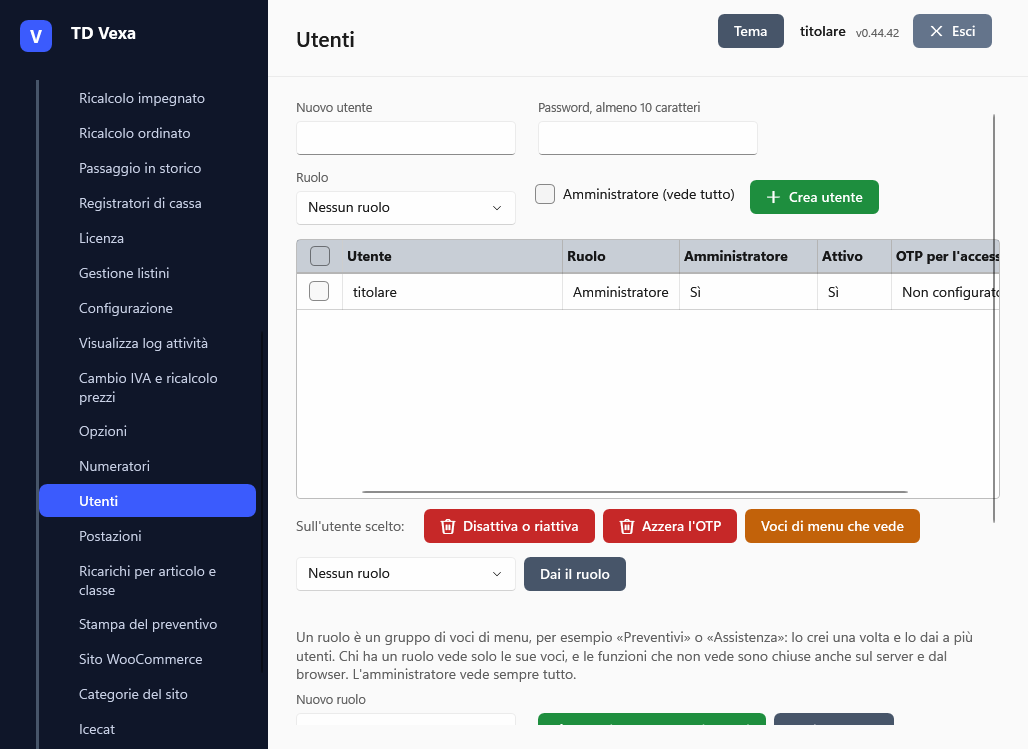 V TD Vexa
Ricalcolo impegnato
Ricalcolo ordinato
Passaggio in storico
Registratori di cassa
Licenza
Gestione listini
Configurazione
Visualizza log attività
Cambio IVA e ricalcolo
prezzi
Opzioni
Numeratori
Utenti
Postazioni
Ricarichi per articolo e
classe
Stampa del preventivo
Sito WooCommerce
Categorie del sito
Icecat
Utenti
Tema titolare v0.44.42 Esci
Nuovo utente Password, almeno 10 caratteri
Ruolo
Nessun ruolo Amministratore (vede tutto) Crea utente
Utente Ruolo Amministratore Attivo OTP per l'access
titolare Amministratore Sì Sì Non configurato
Sull'utente scelto: Disattiva o riattiva Azzera l'OTP Voci di menu che vede
Nessun ruolo Dai il ruolo
Un ruolo è un gruppo di voci di menu, per esempio «Preventivi» o «Assistenza»: lo crei una volta e lo dai a più
utenti. Chi ha un ruolo vede solo le sue voci, e le funzioni che non vede sono chiuse anche sul server e dal
browser. L'amministratore vede sempre tutto.
Nuovo ruolo